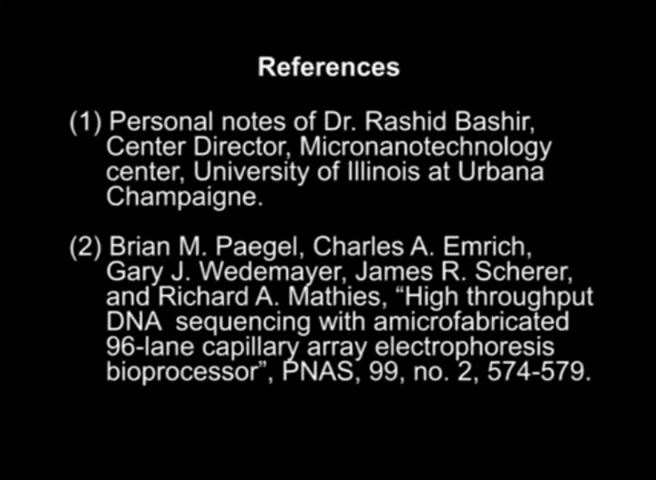 References
(1) Personal notes of Dr. Rashid Bashir,
Center Director, Micronanotechnology
center, University of Illinois at Urbana
Champaigne.
(2) Brian M. Paegel, Charles A. Emrich,
Gary J. Wedemayer, James R. Scherer,
and Richard A. Mathies, “High throughput
DNA sequencing with amicrofabricated
96-lane capillary array electrophoresis
bioprocessor”, PNAS, 99, no. 2, 574-579.